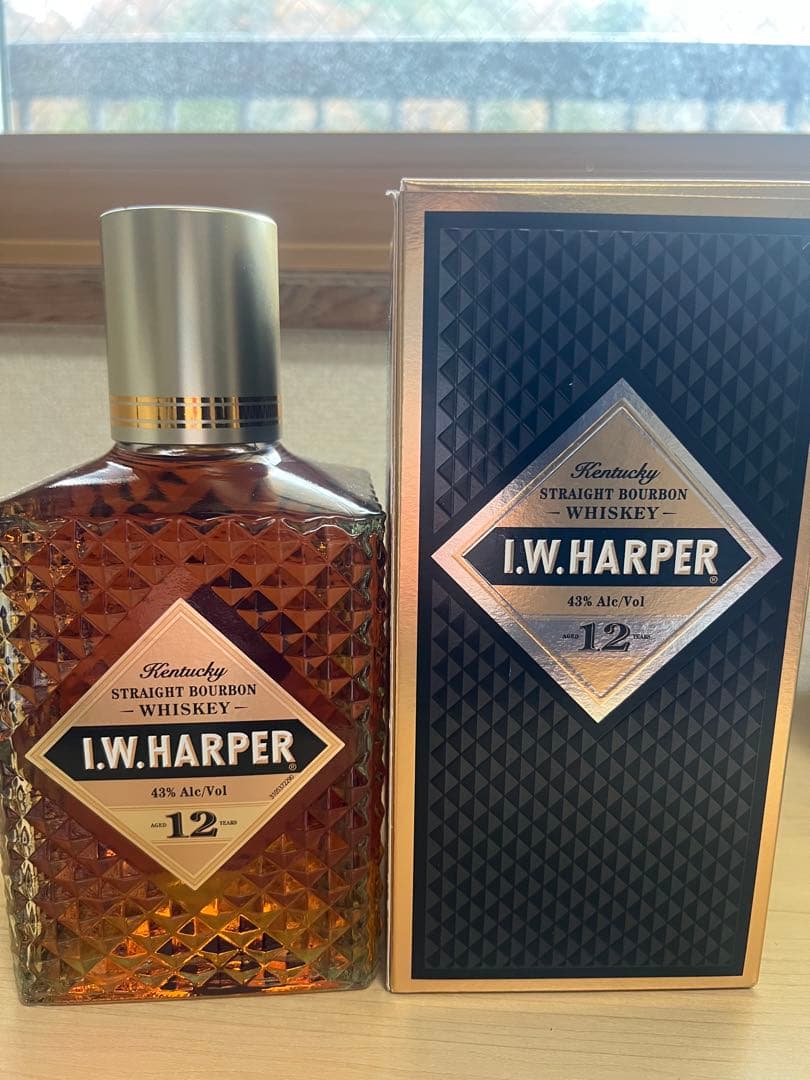 Kentucky
STRAIGHT BOURBON
– WHISKEY –
I.W. HARPER®
43% Alc/Vol
AGED 12 YEARS
Kentucky
STRAIGHT BOURBON
– WHISKEY –
I.W. HARPER®
43% Alc/Vol
AGED 12 YEARS